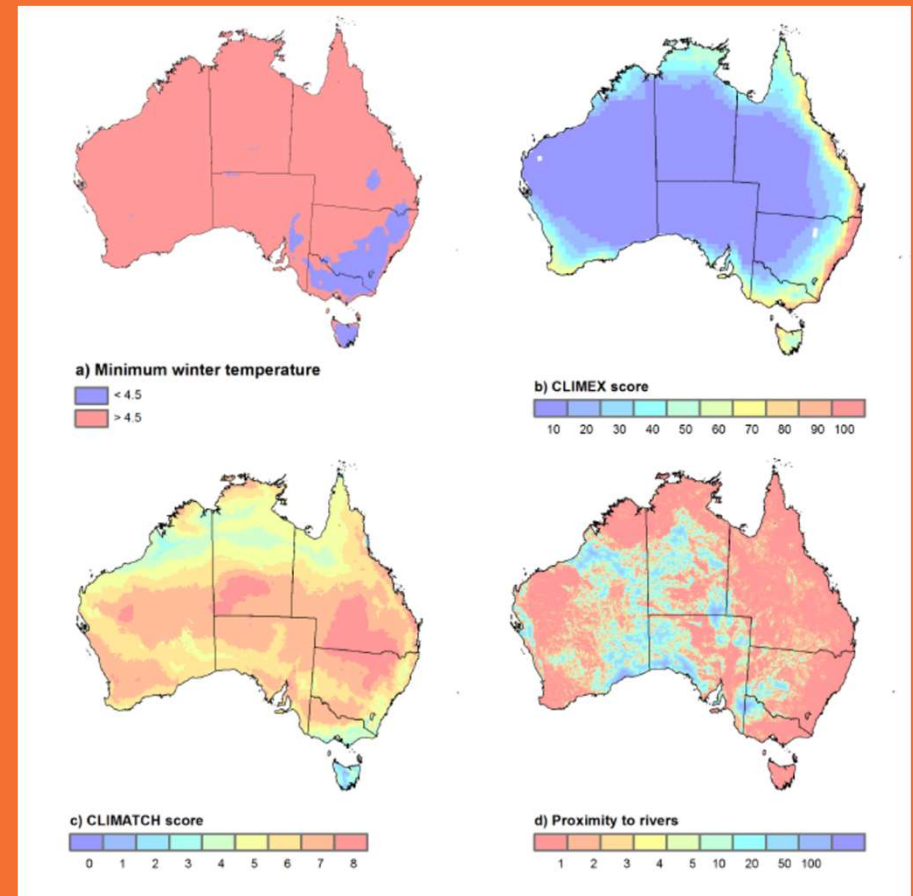 a) Minimum winter temperature
< 4.5
> 4.5
b) CLIMEX score
10 20 30 40 50 60 70 80 90 100
c) CLIMATCH score
0 1 2 3 4 5 6 7 8
d) Proximity to rivers
1 2 3 4 5 10 20 50 100